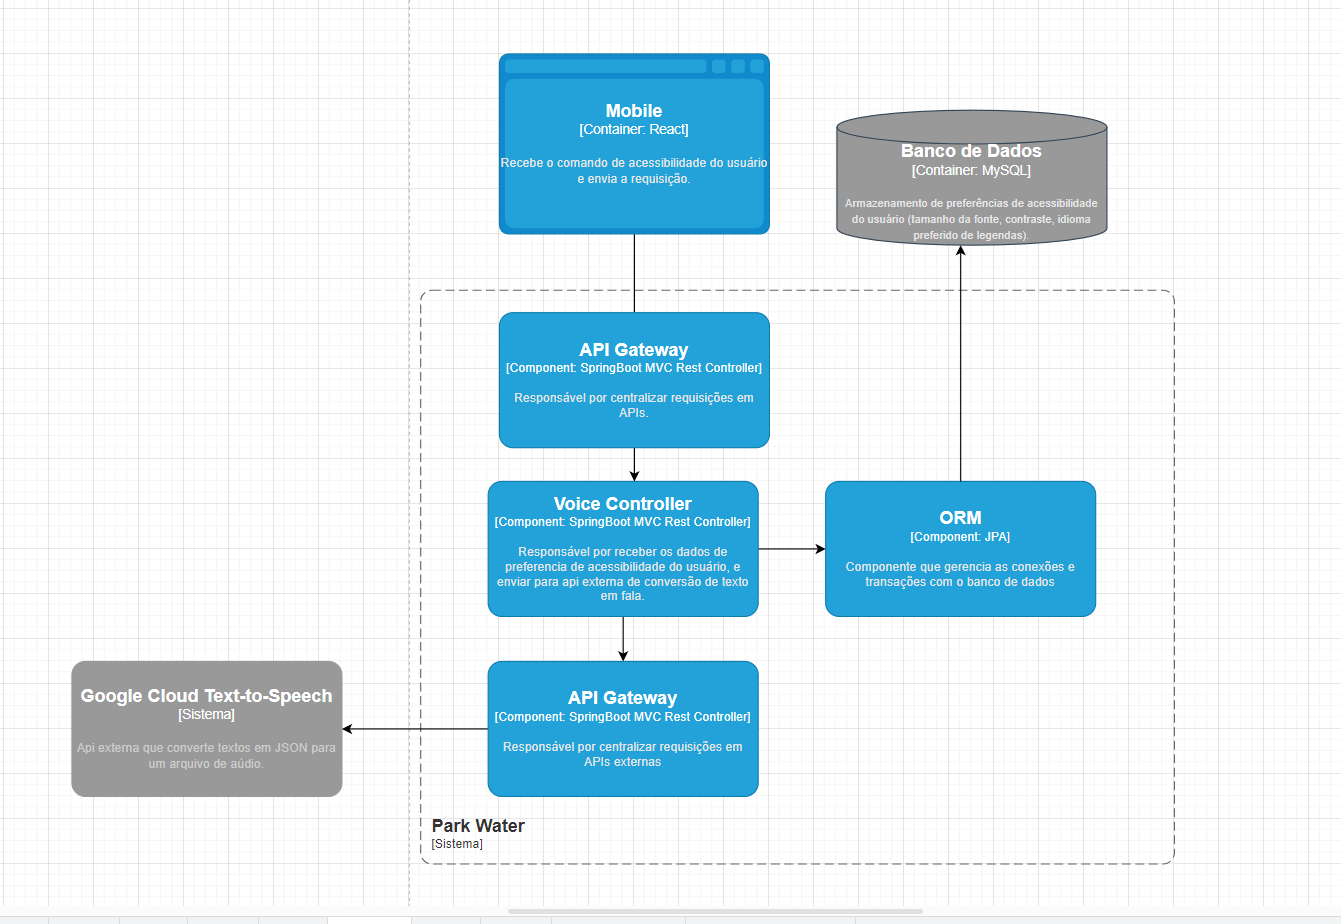 Mobile
[Container: React]
Recebe o comando de acessibilidade do usuário
e envia a requisição.
Banco de Dados
[Container: MySQL]
Armazenamento de preferências de acessibilidade
do usuário (tamanho da fonte, contraste, idioma
preferido de legendas).
API Gateway
[Component: SpringBoot MVC Rest Controller]
Responsável por centralizar requisições em
APIs.
Voice Controller
[Component: SpringBoot MVC Rest Controller]
Responsável por receber os dados de
preferencia de acessibilidade do usuário, e
enviar para api externa de conversão de texto
em fala.
ORM
[Component: JPA]
Componente que gerencia as conexões e
transações com o banco de dados
Google Cloud Text-to-Speech
[Sistema]
Api externa que converte textos em JSON para
um arquivo de aúdio.
API Gateway
[Component: SpringBoot MVC Rest Controller]
Responsável por centralizar requisições em
APIs externas
Park Water
[Sistema]